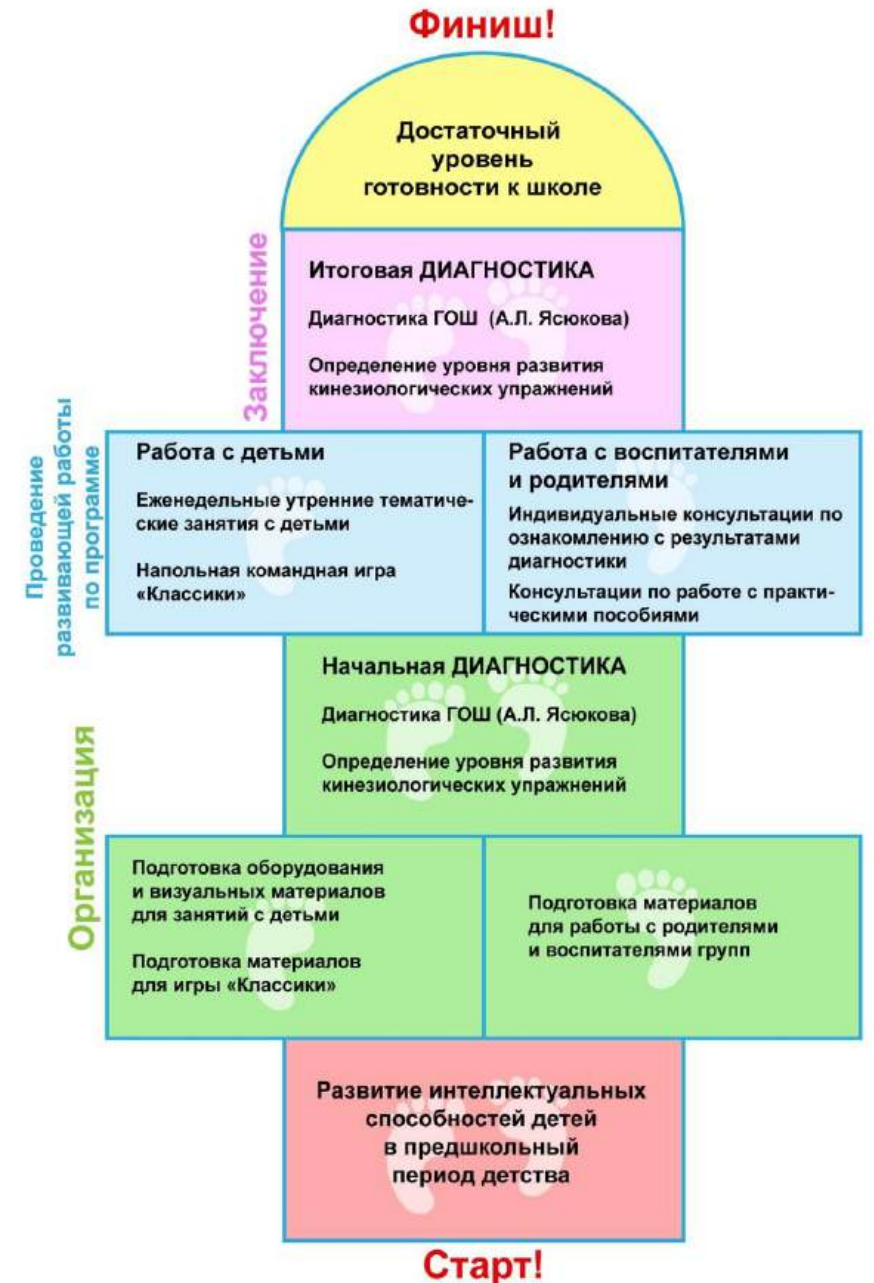 Финиш!
Достаточный
уровень
готовности к школе
Заключение
Итоговая ДИАГНОСТИКА
Диагностика ГОШ (А.Л. Ясюкова)
Определение уровня развития
кинезиологических упражнений
Проведение
развивающей работы
по программе
Работа с детьми
Еженедельные утренние тематиче-
ские занятия с детьми
Напольная командная игра
«Классики»
Работа с воспитателями
и родителями
Индивидуальные консультации по
ознакомлению с результатами
диагностики
Консультации по работе с практи-
ческими пособиями
Организация
Начальная ДИАГНОСТИКА
Диагностика ГОШ (А.Л. Ясюкова)
Определение уровня развития
кинезиологических упражнений
Подготовка оборудования
и визуальных материалов
для занятий с детьми
Подготовка материалов
для игры «Классики»
Подготовка материалов
для работы с родителями
и воспитателями групп
Развитие интеллектуальных
способностей детей
в предшкольный
период детства
Старт!